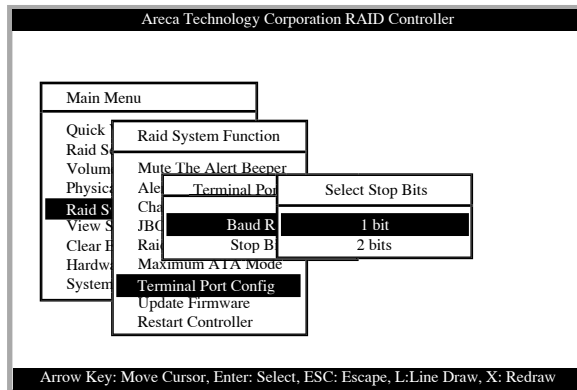 Areca Technology Corporation RAID Controller
Main Menu
Quick
Raid
Volum
Physica
Raid
View
Clear
Hardwa
System
Raid System Function
Mute The Alert Beeper
Ale
Cha
JBO
Rai
Maximum ATA Mode
Terminal Port Config
Update Firmware
Restart Controller
Terminal Por
Baud R
Stop B
Select Stop Bits
1 bit
2 bits
Arrow Key: Move Cursor, Enter: Select, ESC: Escape, L:Line Draw, X: Redraw